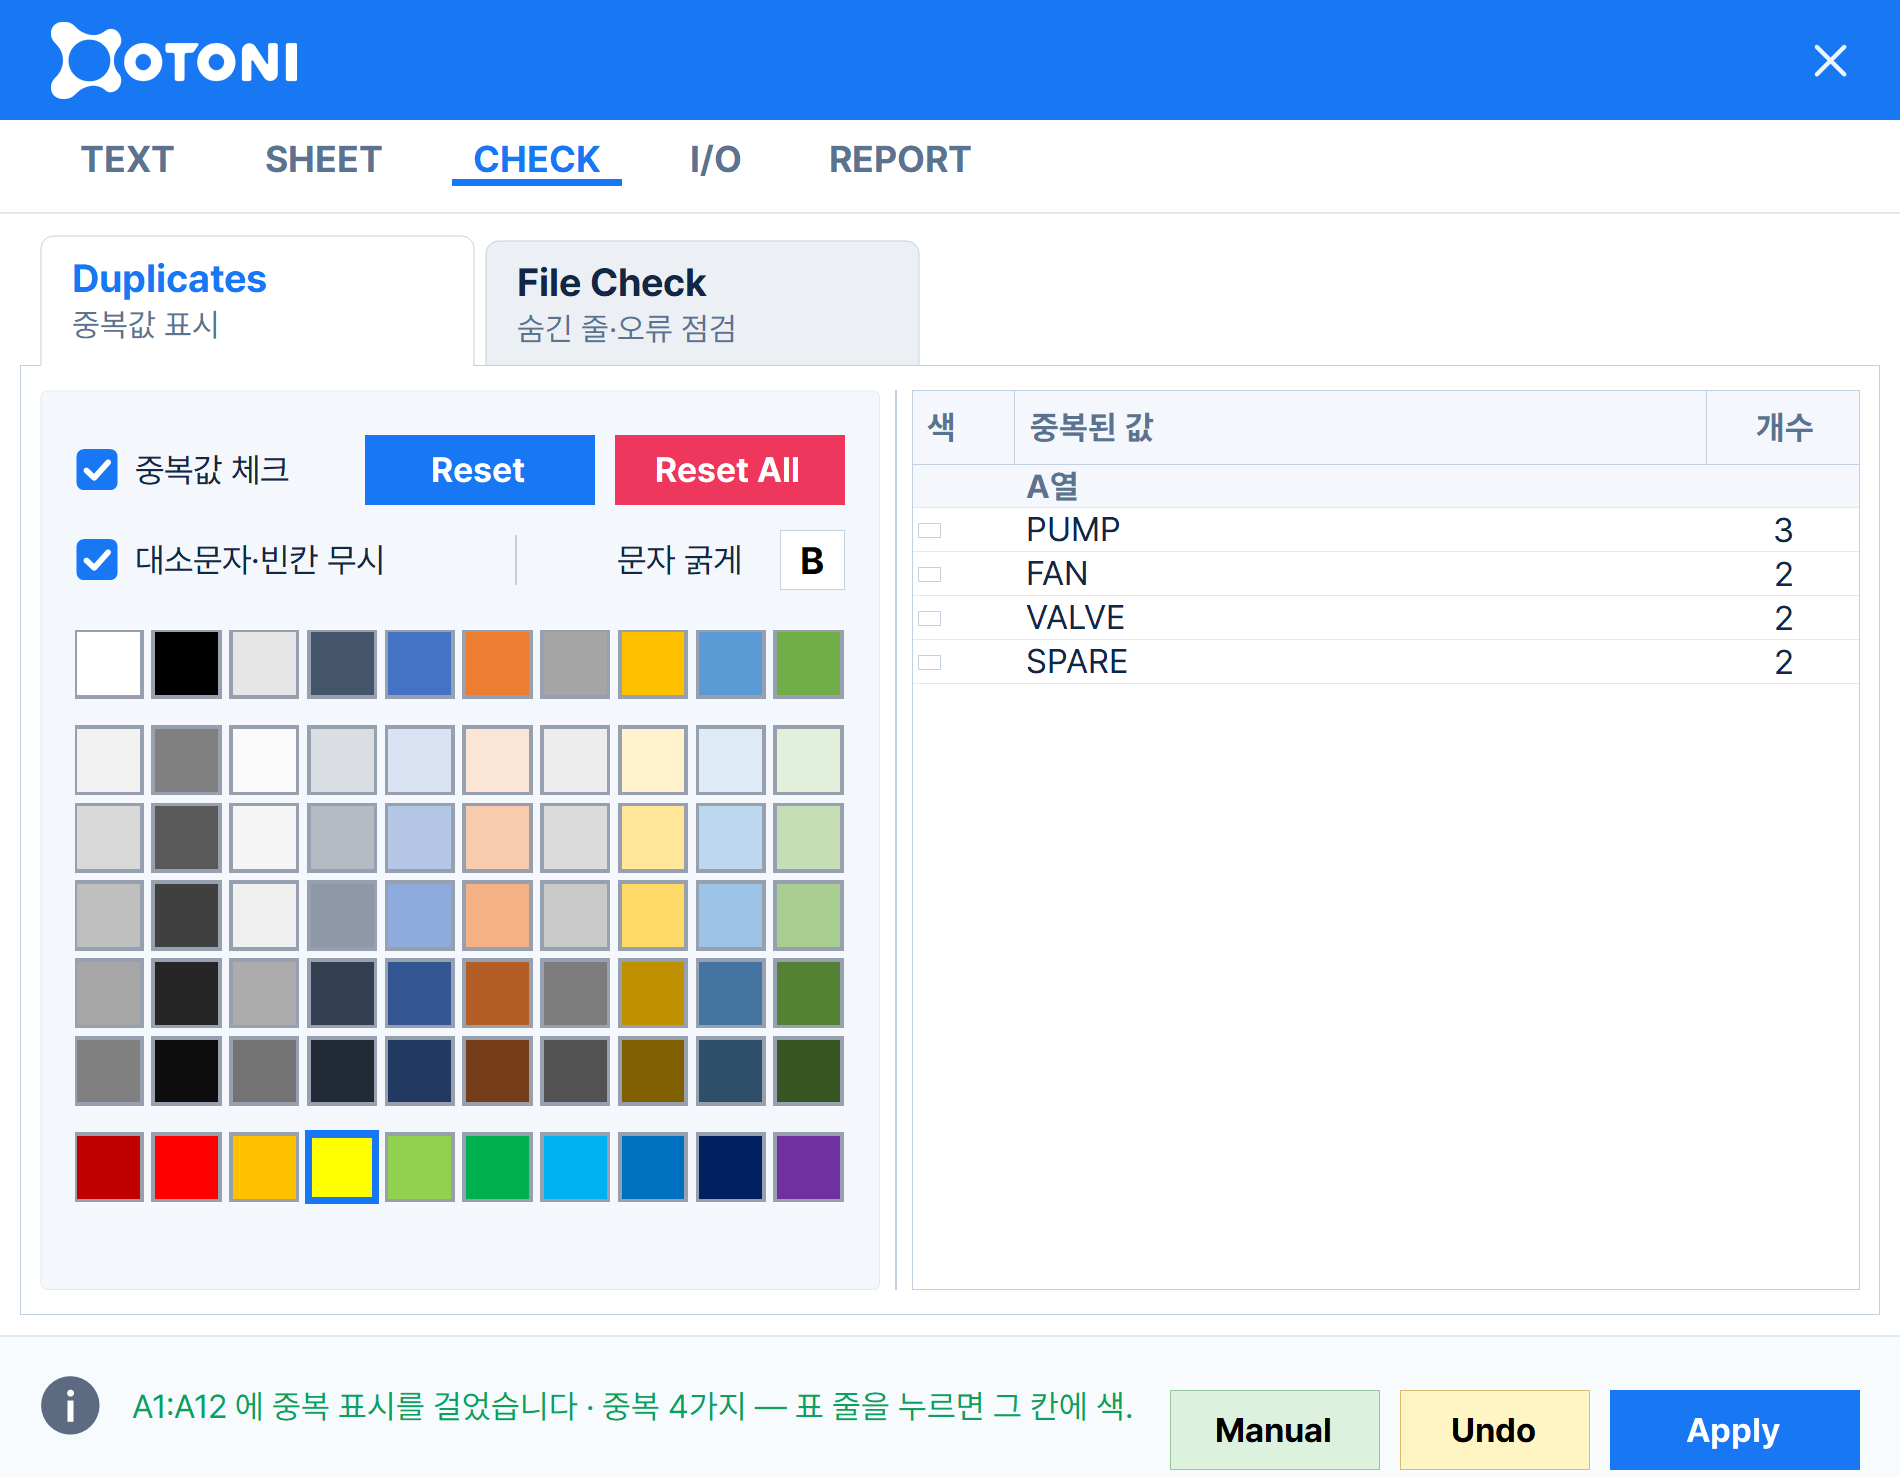 OTONI
TEXT SHEET CHECK I/O REPORT
Duplicates
중복값 표시
File Check
숨긴 줄·오류 점검
중복값 체크 Reset Reset All
대소문자·빈칸 무시 문자 굵게 B
색 중복된 값 개수
A열
PUMP 3
FAN 2
VALVE 2
SPARE 2
A1:A12 에 중복 표시를 걸었습니다 · 중복 4가지 — 표 줄을 누르면 그 칸에 색.
Manual Undo Apply